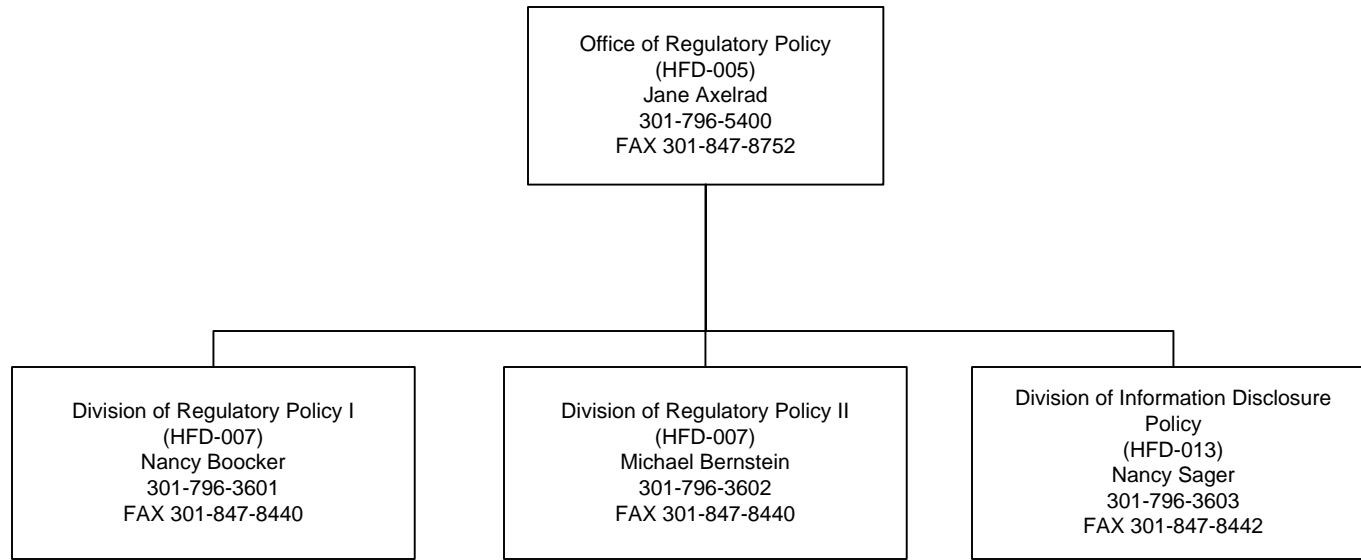 Office of Regulatory Policy
(HFD-005)
Jane Axelrad
301-796-5400
FAX 301-847-8752
Division of Regulatory Policy I
(HFD-007)
Nancy Boocker
301-796-3601
FAX 301-847-8440
Division of Regulatory Policy II
(HFD-007)
Michael Bernstein
301-796-3602
FAX 301-847-8440
Division of Information Disclosure
Policy
(HFD-013)
Nancy Sager
301-796-3603
FAX 301-847-8442